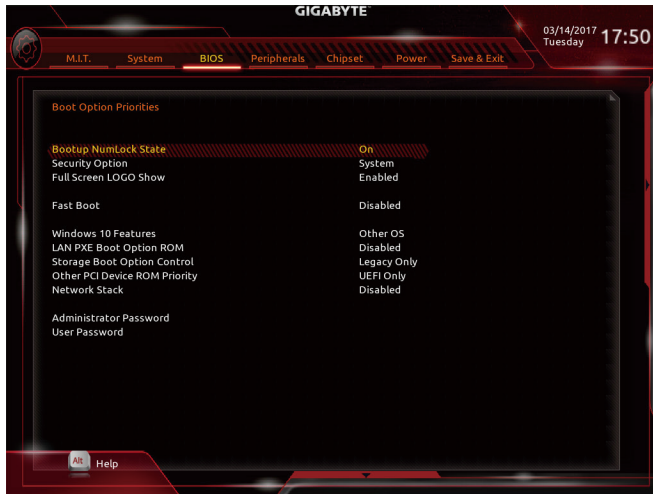 GIGABYTE™
03/14/2017 Tuesday 17:50
M.I.T. System BIOS Peripherals Chipset Power Save & Exit
Boot Option Priorities
Bootup NumLock State On
Security Option System
Full Screen LOGO Show Enabled
Fast Boot Disabled
Windows 10 Features Other OS
LAN PXE Boot Option ROM Disabled
Storage Boot Option Control Legacy Only
Other PCI Device ROM Priority UEFI Only
Network Stack Disabled
Administrator Password
User Password
Alt Help